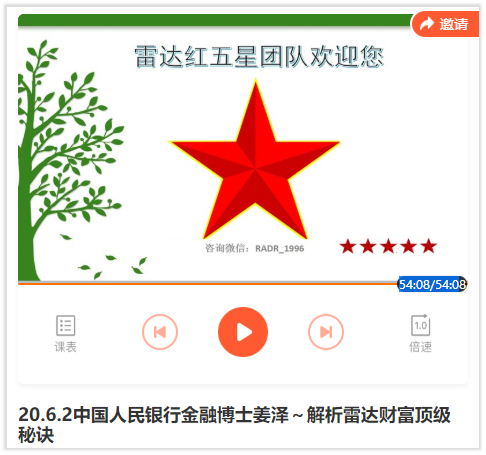 邀请
雷达红五星团队欢迎您
咨询微信：RADR_1996
54:08/54:08
1.0
课表
倍速
20.6.2中国人民银行金融博士姜泽～解析雷达财富顶级
秘诀